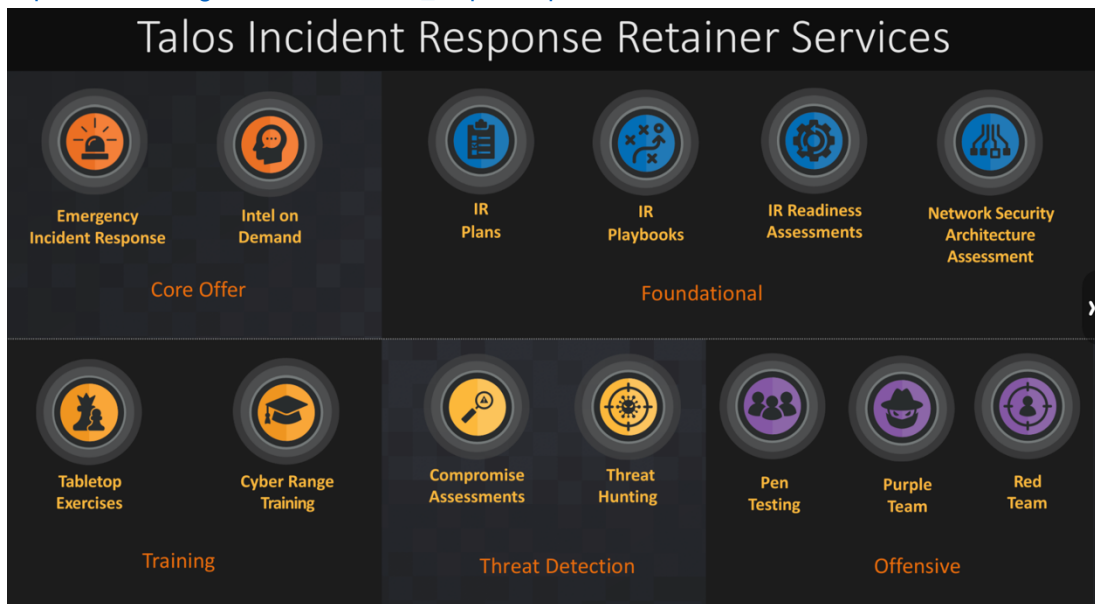 Talos Incident Response Retainer Services
Emergency
Incident Response
Intel on
Demand
Core Offer
IR
Plans
IR
Playbooks
IR Readiness
Assessments
Network Security
Architecture
Assessment
Foundational
Tabletop
Exercises
Cyber Range
Training
Training
Compromise
Assessments
Threat
Hunting
Threat Detection
Pen
Testing
Purple
Team
Red
Team
Offensive